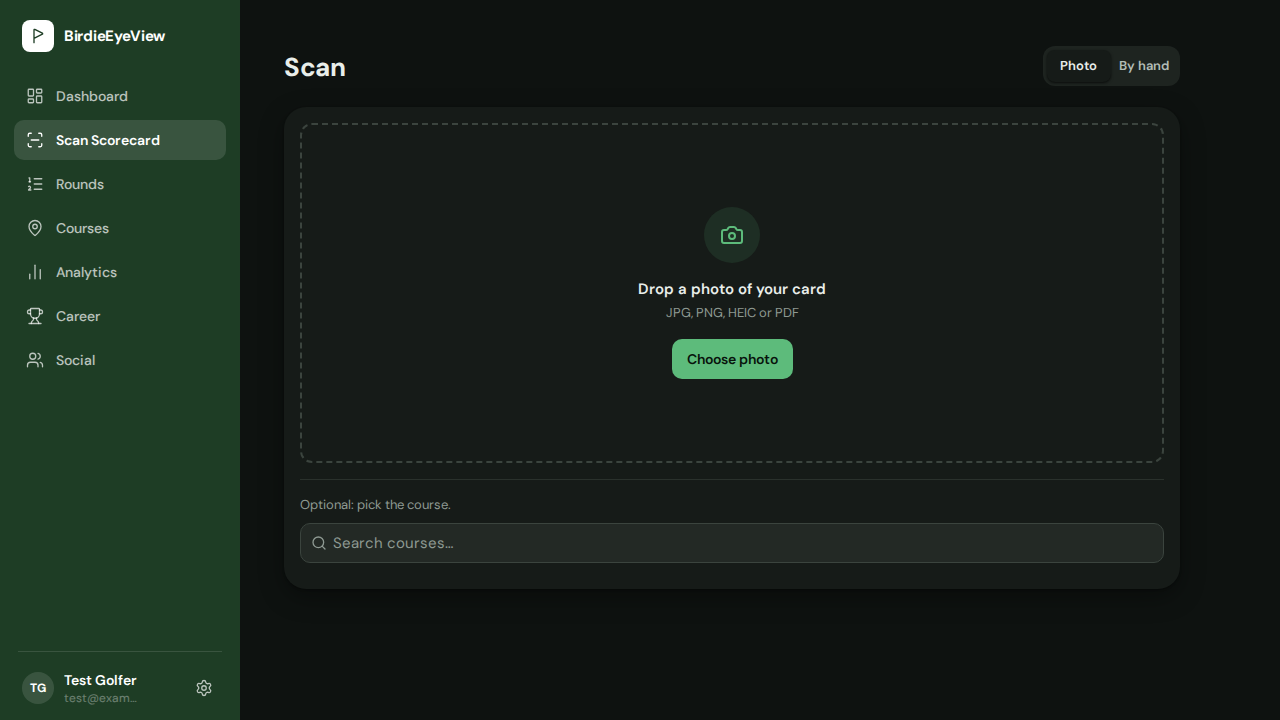 BirdieEyeView
Dashboard
Scan Scorecard
Rounds
Courses
Analytics
Career
Social
TG
Test Golfer
test@exam...
Scan
Photo
By hand
Drop a photo of your card
JPG, PNG, HEIC or PDF
Choose photo
Optional: pick the course.
Search courses...